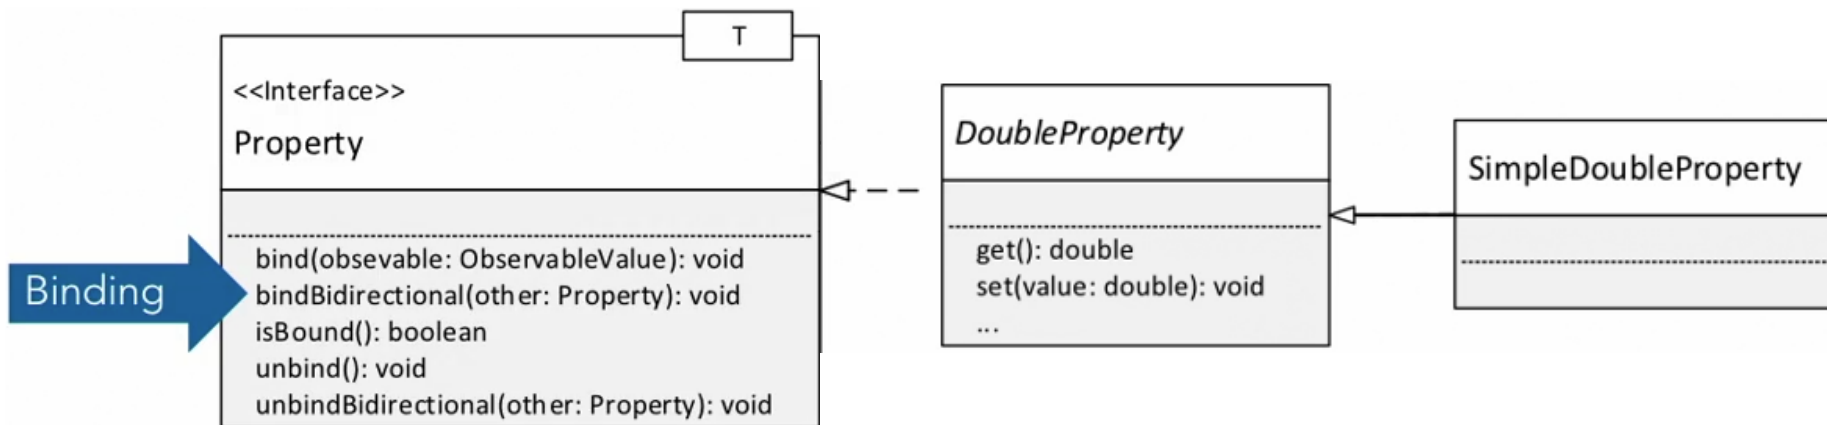 T
<<Interface>>
Property
Binding
bind(obsevable: ObservableValue): void
bindBidirectional(other: Property): void
isBound(): boolean
unbind(): void
unbindBidirectional(other: Property): void
DoubleProperty
get(): double
set(value: double): void
...
SimpleDoubleProperty